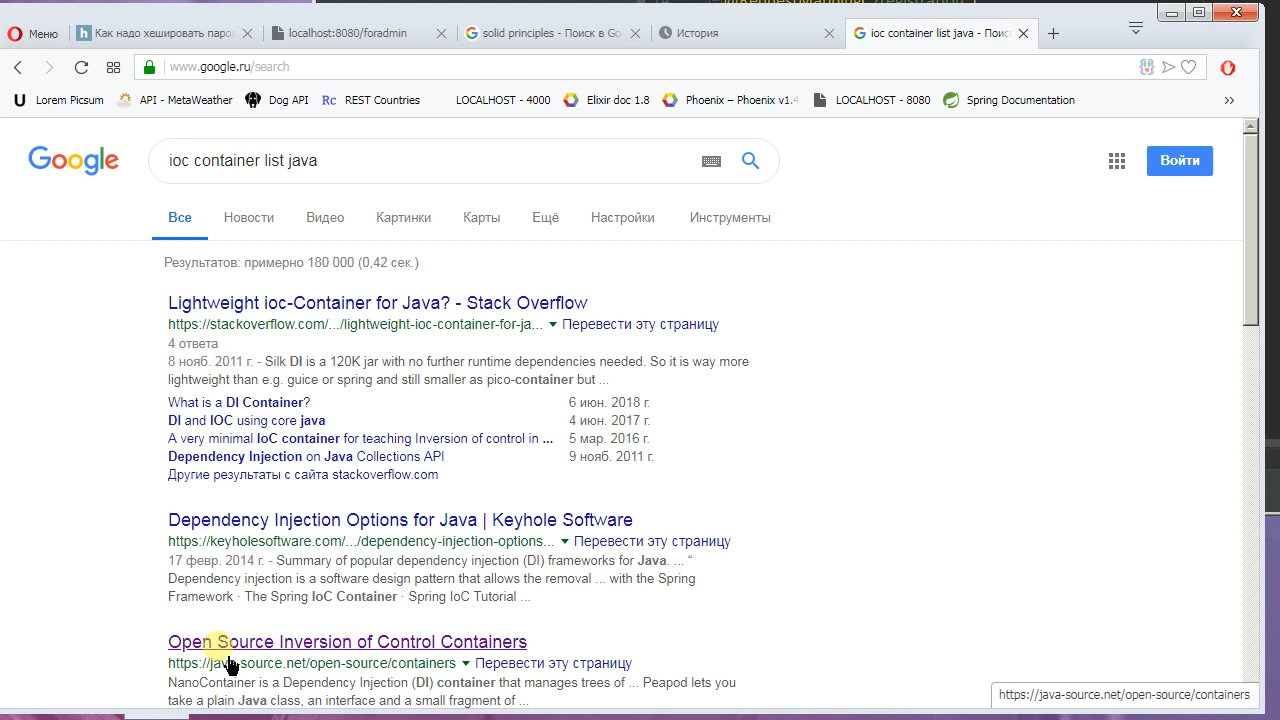 Меню
Как надо хешировать паро
localhost:8080/foradmin
solid principles - Поиск в Go
История
ioc container list java - Поис
www.google.ru/search
Lorem Picsum
API - MetaWeather
Dog API
Rc REST Countries
LOCALHOST - 4000
Elixir doc 1.8
Phoenix – Phoenix v1.4
LOCALHOST - 8080
Spring Documentation
»
Google
ioc container list java
Войти
Все
Новости
Видео
Картинки
Карты
Ещё
Настройки
Инструменты
Результатов: примерно 180 000 (0,42 сек.)
Lightweight ioc-Container for Java? - Stack Overflow
https://stackoverflow.com/.../lightweight-ioc-container-for-ja... Перевести эту страницу
4 ответа
8 нояб. 2011 г. - Silk DI is a 120K jar with no further runtime dependencies needed. So it is way more
lightweight than e.g. guice or spring and still smaller as pico-container but ...
What is a DI Container? 6 июн. 2018 г.
DI and IOC using core java 4 июн. 2017 г.
A very minimal IoC container for teaching Inversion of control in ... 5 мар. 2016 г.
Dependency Injection on Java Collections API 9 нояб. 2011 г.
Другие результаты с сайта stackoverflow.com
Dependency Injection Options for Java | Keyhole Software
https://keyholesoftware.com/.../dependency-injection-options... Перевести эту страницу
17 февр. 2014 г. - Summary of popular dependency injection (DI) frameworks for Java. ... “
Dependency injection is a software design pattern that allows the removal ... with the Spring
Framework · The Spring IoC Container · Spring IoC Tutorial ...
Open Source Inversion of Control Containers
https://java-source.net/open-source/containers Перевести эту страницу
NanoContainer is a Dependency Injection (DI) container that manages trees of ... Peapod lets you
take a plain Java class, an interface and a small fragment of ...
https://java-source.net/open-source/containers